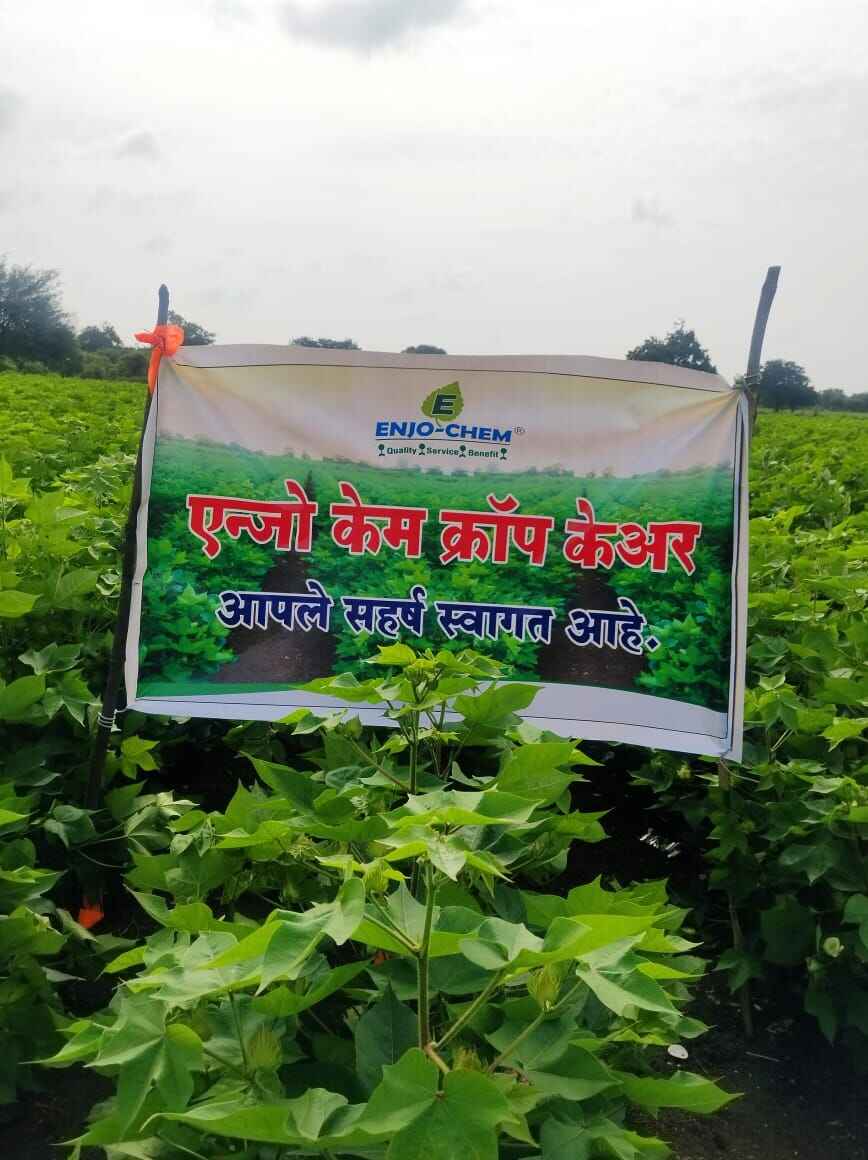 E
ENJO-CHEM®
Quality Service Benefit
एन्जो केम क्रॉप केअर
आपले सहर्ष स्वागत आहे.